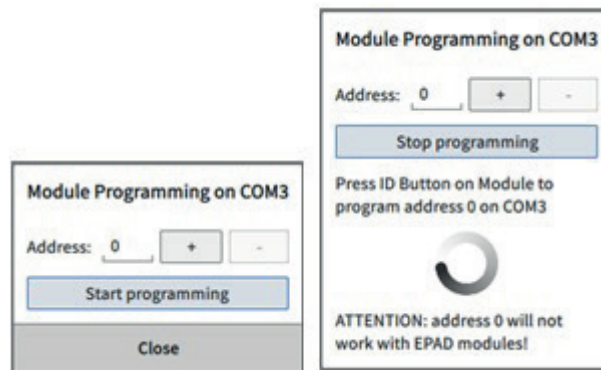 Module Programming on COM3
Address: 0 + -
Start programming
Close
Module Programming on COM3
Address: 0 + -
Stop programming
Press ID Button on Module to
program address 0 on COM3
ATTENTION: address 0 will not
work with EPAD modules!